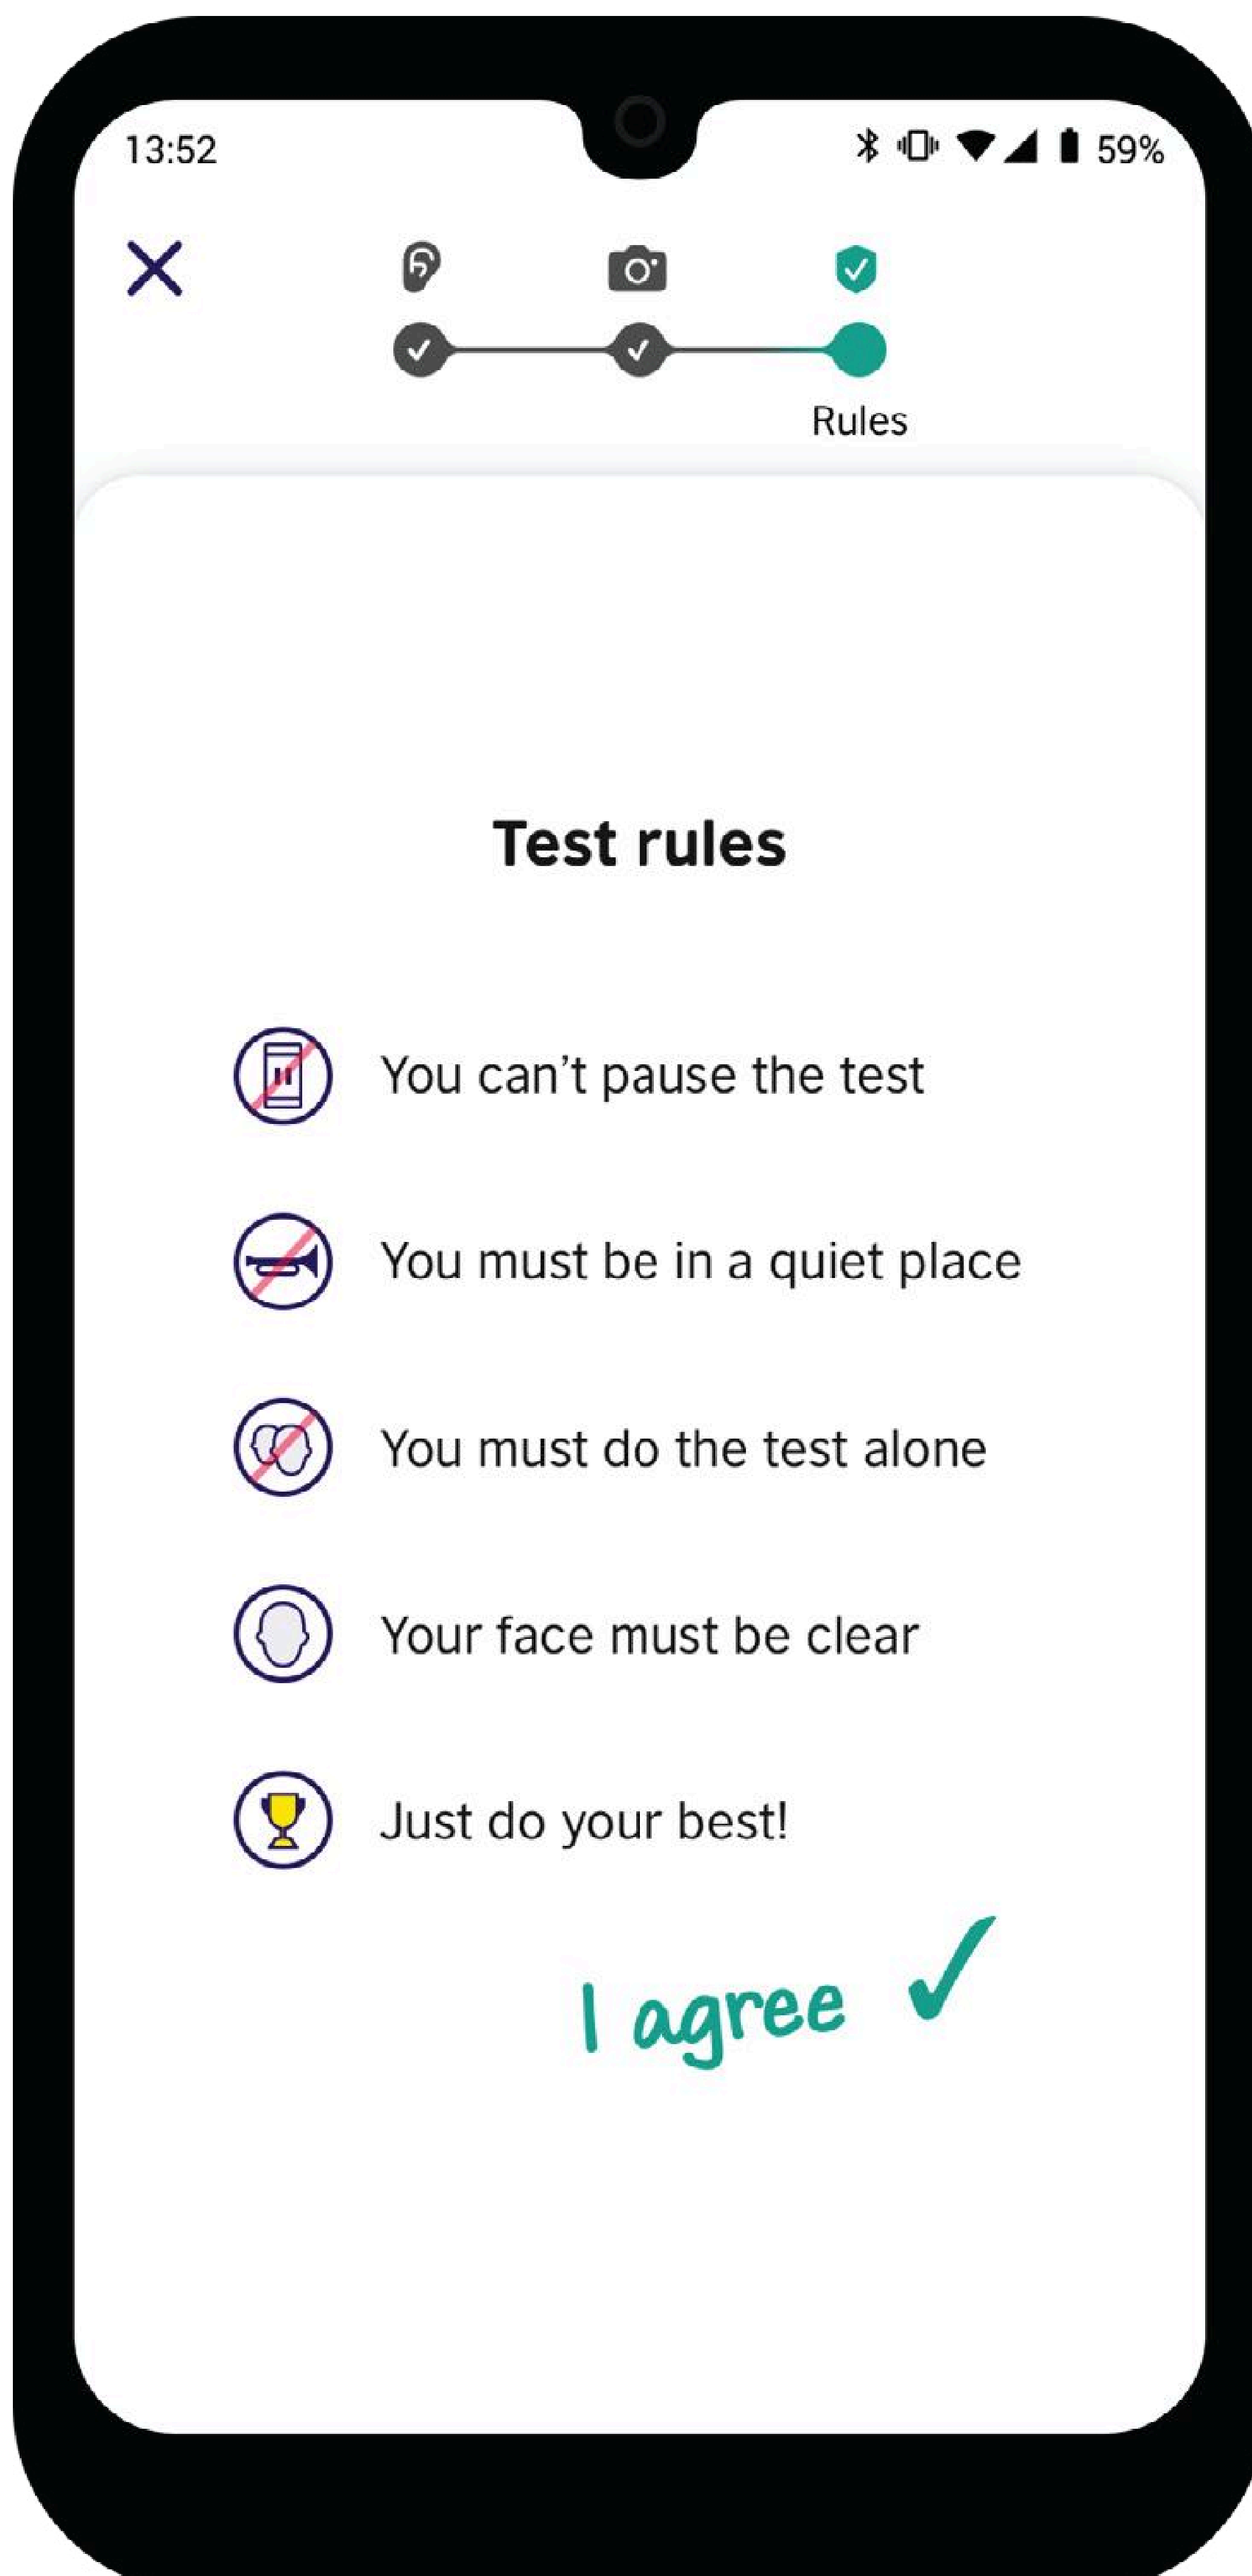 13:52
59%
Rules
Test rules
You can’t pause the test
You must be in a quiet place
You must do the test alone
Your face must be clear
Just do your best!
I agree